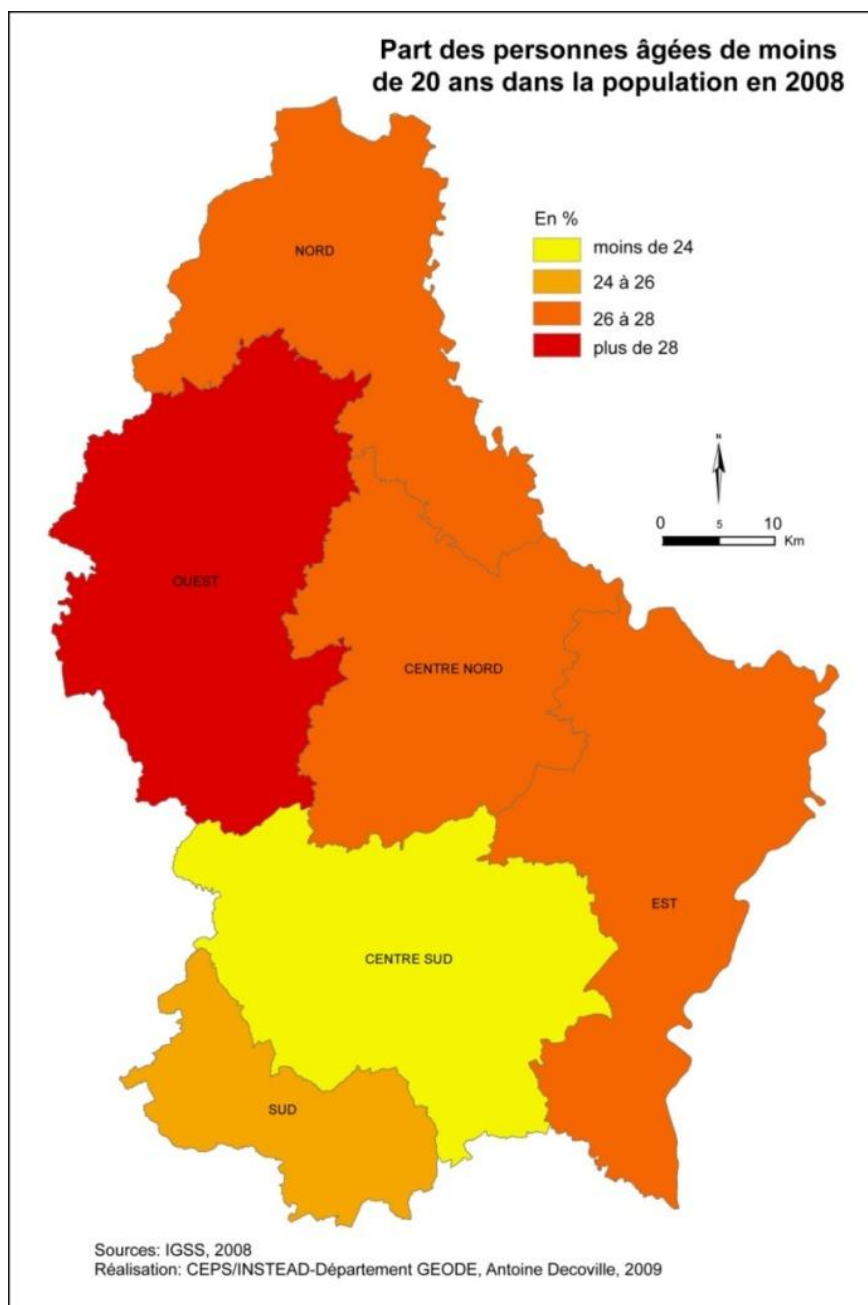 Part des personnes âgées de moins
de 20 ans dans la population en 2008
En %
moins de 24
24 à 26
26 à 28
plus de 28
NORD
N
0 5 10
Km
OUEST
CENTRE NORD
EST
CENTRE SUD
SUD
Sources: IGSS, 2008
Réalisation: CEPS/INSTEAD-Département GEODE, Antoine Decoville, 2009